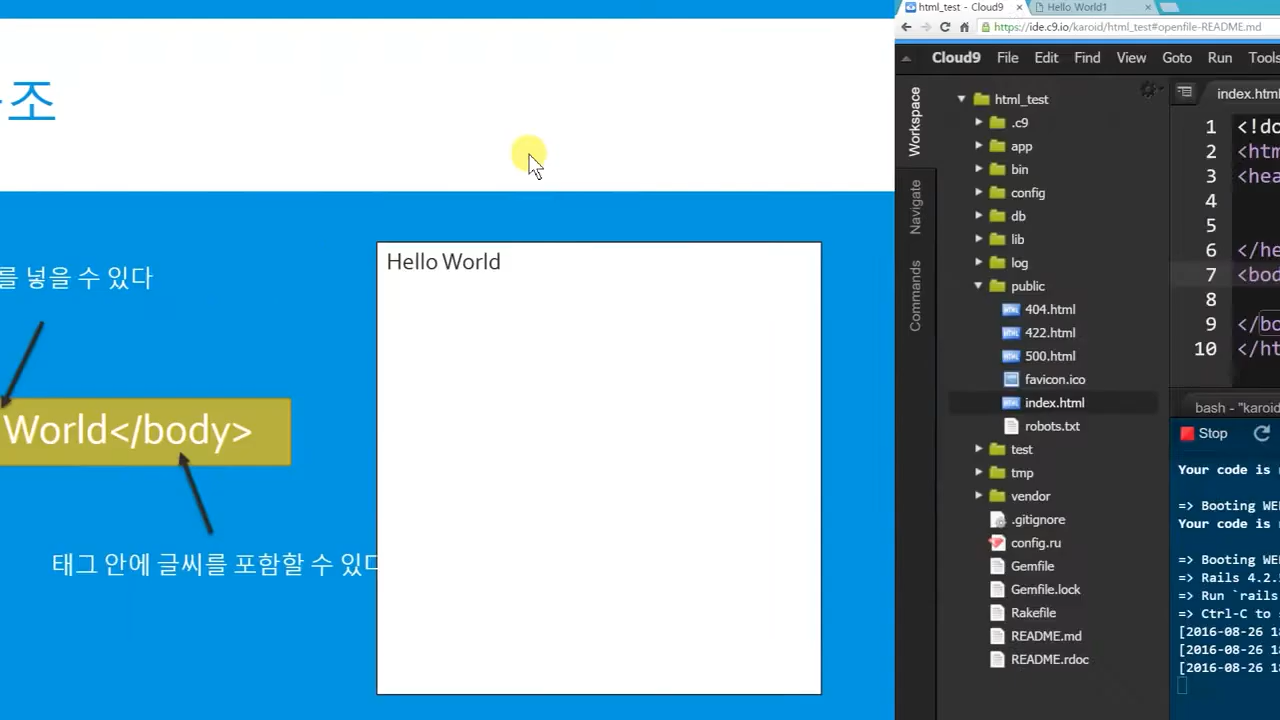 조
를 넣을 수 있다
World</body>
태그 안에 글씨를 포함할 수 있다
Hello World
html_test - Cloud9
Hello World1
https://ide.c9.io/karoid/html_test#openfile-README.md
Cloud9 File Edit Find View Goto Run Tools
Workspace
Navigate
Commands
html_test
.c9
app
bin
config
db
lib
log
public
404.html
422.html
500.html
favicon.ico
index.html
robots.txt
test
tmp
vendor
.gitignore
config.ru
Gemfile
Gemfile.lock
Rakefile
README.md
README.rdoc
index.html
1 <!do
2 <htm
3 <hea
4
5
6 </he
7 <bod
8
9 </bo
10 </ht
bash - "karoid
Stop
Your code is
=> Booting WE
Your code is
=> Booting WE
=> Rails 4.2.
=> Run `rails
=> Ctrl-C to
[2016-08-26 1
[2016-08-26 1
[2016-08-26 1